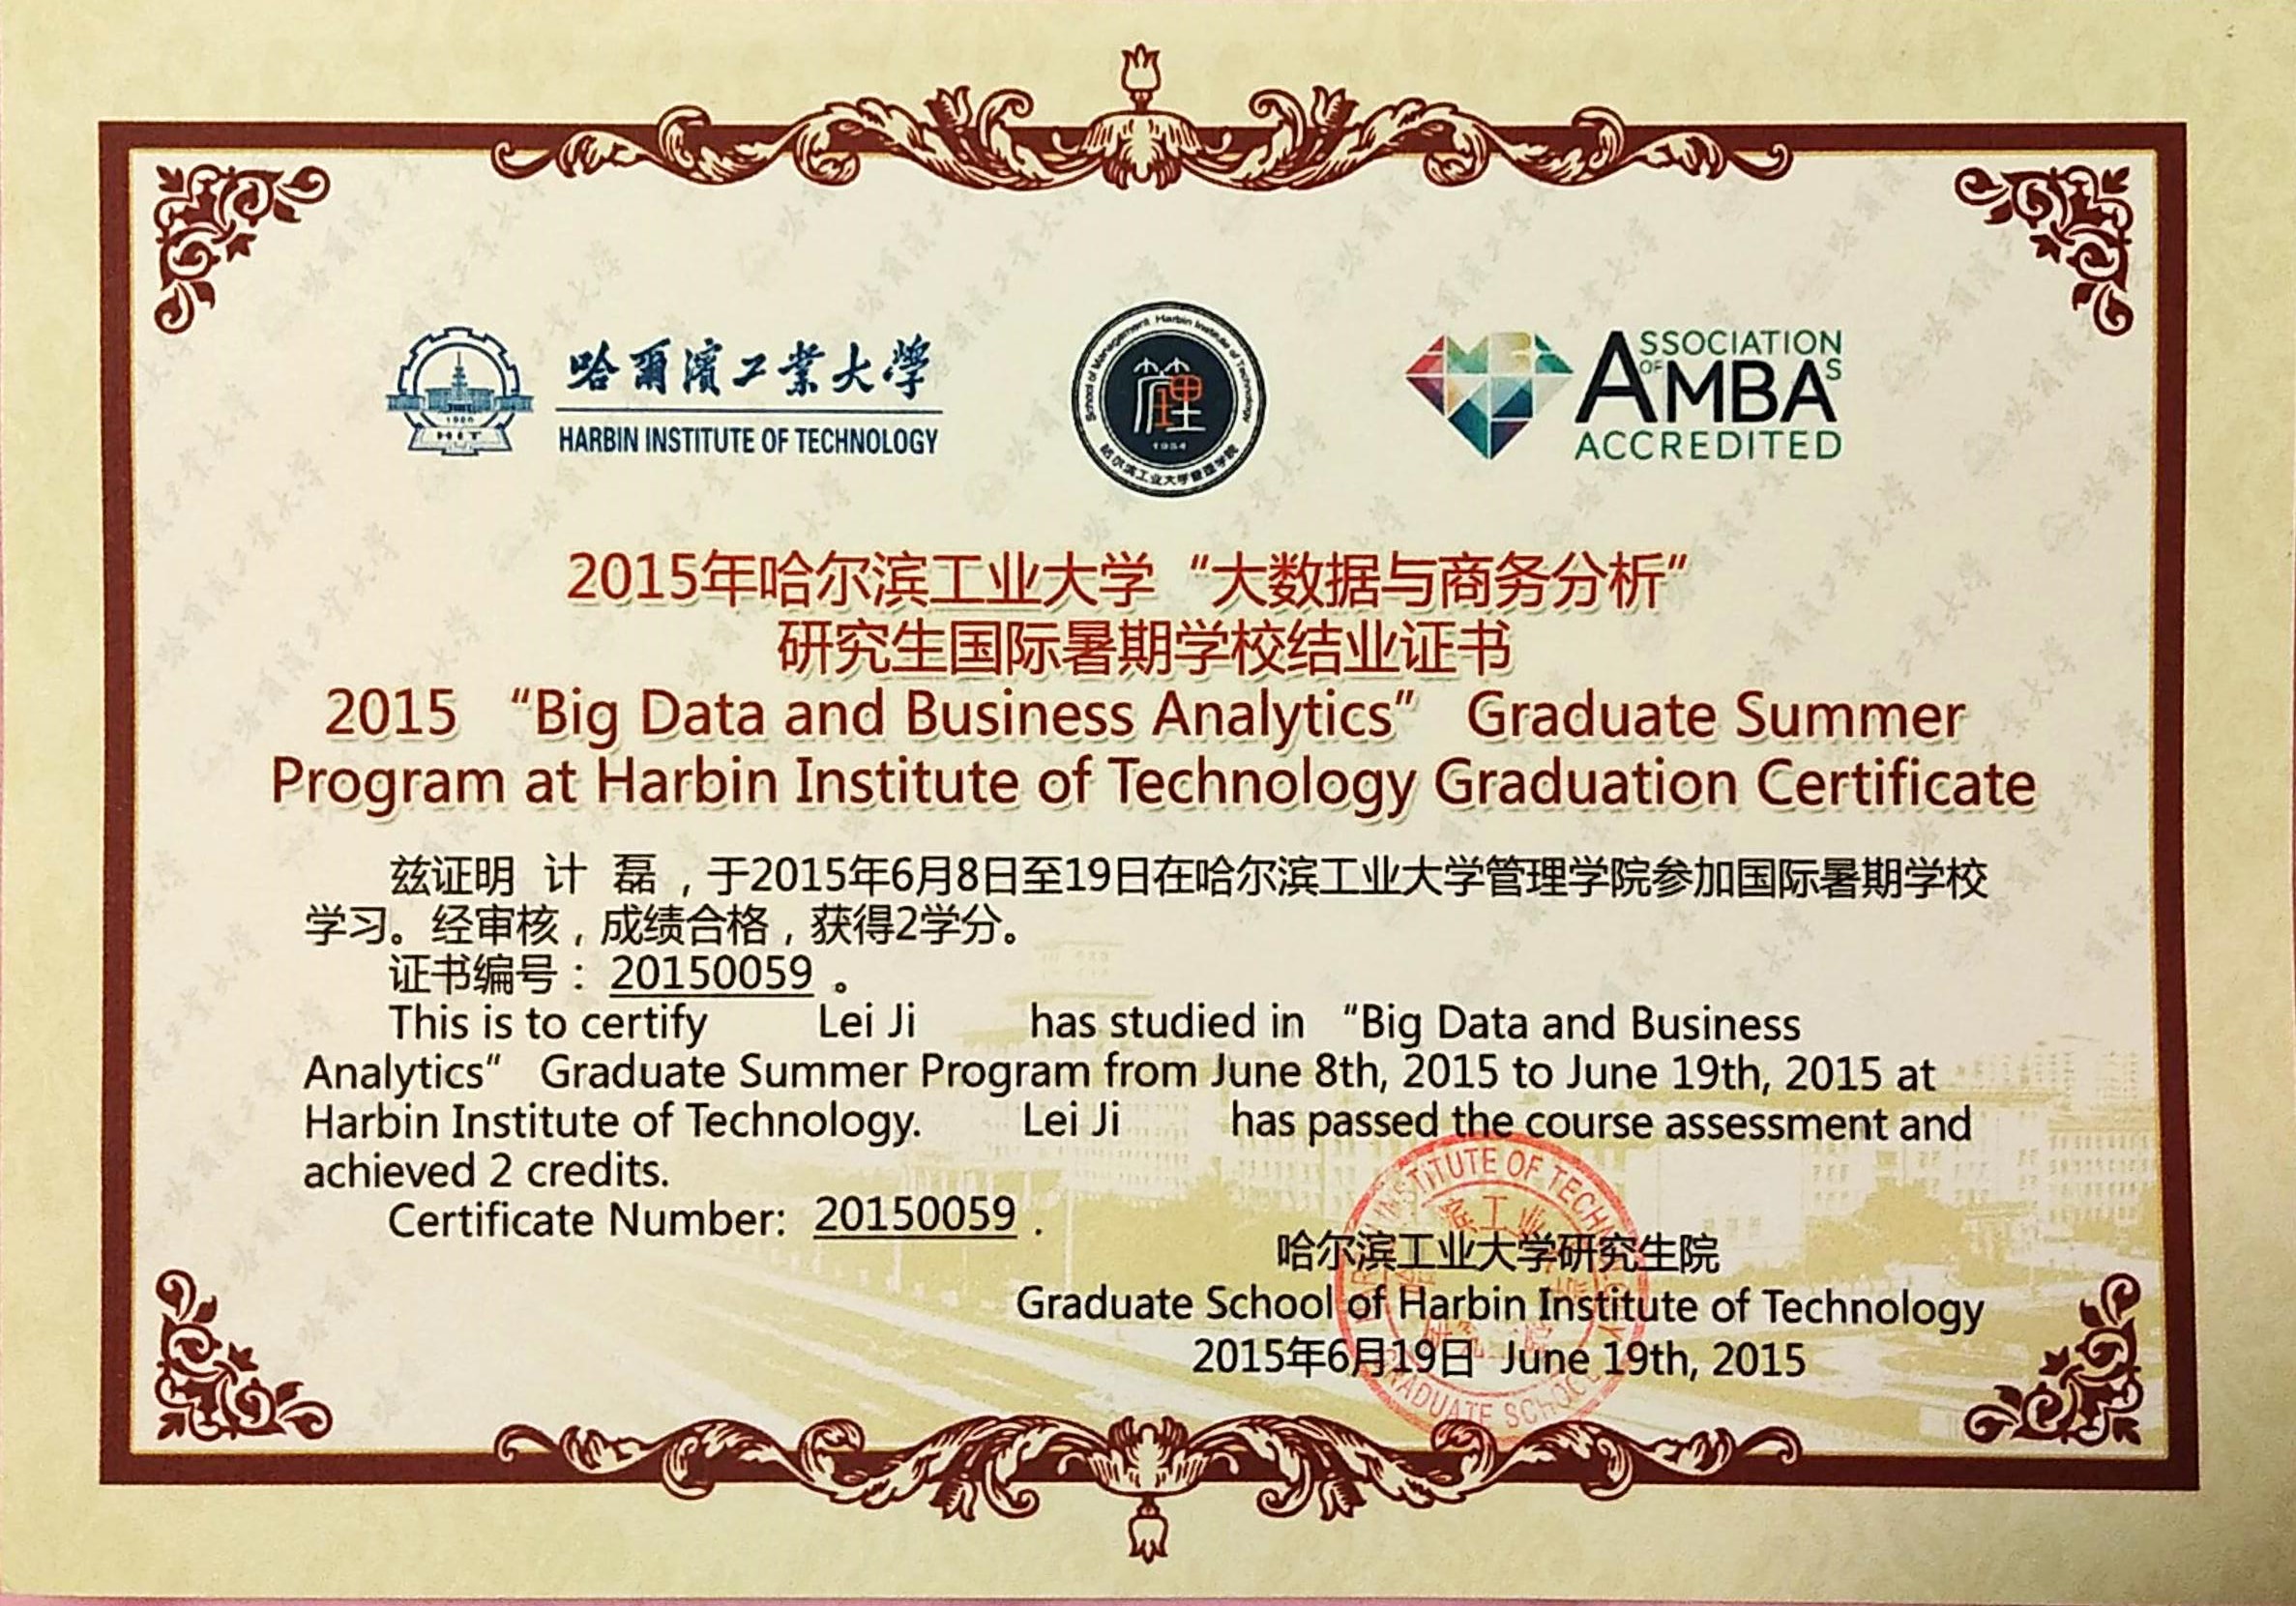 哈爾濱工業大學
HARBIN INSTITUTE OF TECHNOLOGY
1920
HIT
School of Management Harbin Institute of Technology
管理
1954
哈尔滨工业大学管理学院
MBA
ASSOCIATION
OF MBAS
ACCREDITED
2015年哈尔滨工业大学“大数据与商务分析”
研究生国际暑期学校结业证书
2015 “Big Data and Business Analytics” Graduate Summer
Program at Harbin Institute of Technology Graduation Certificate
兹证明 计 磊,于2015年6月8日至19日在哈尔滨工业大学管理学院参加国际暑期学校
学习。经审核,成绩合格,获得2学分。
证书编号: 20150059 。
This is to certify Lei Ji has studied in “Big Data and Business
Analytics” Graduate Summer Program from June 8th, 2015 to June 19th, 2015 at
Harbin Institute of Technology. Lei Ji has passed the course assessment and
achieved 2 credits.
Certificate Number: 20150059 .
哈尔滨工业大学研究生院
Graduate School of Harbin Institute of Technology
2015年6月19日 June 19th, 2015
INSTITUTE OF TECHNOLOGY
GRADUATE SCHOOL